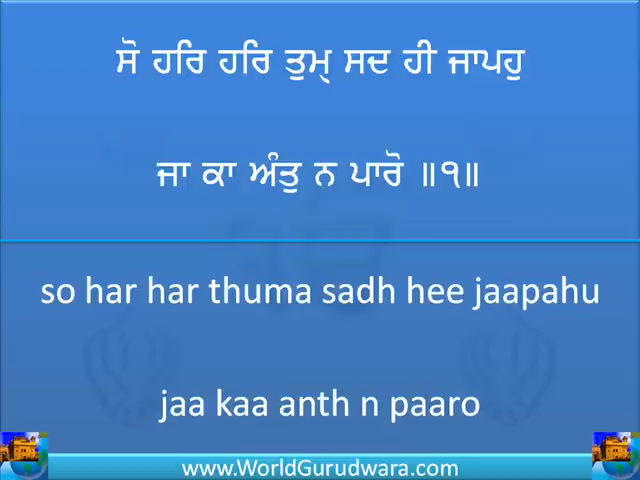 ਸੋ ਹਰਿ ਹਰਿ ਤੁਮ੍ ਸਦ ਹੀ ਜਾਪਹੁ
ਜਾ ਕਾ ਅੰਤੁ ਨ ਪਾਰੋ ॥੧॥
so har har thuma sadh hee jaapahu
jaa kaa anth n paaro
www.WorldGurudwara.com